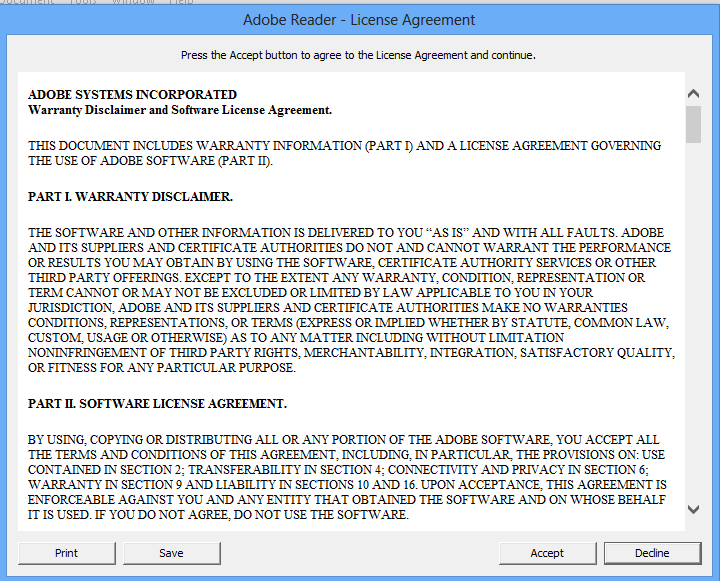 Document Tools Window Help
Adobe Reader - License Agreement
Press the Accept button to agree to the License Agreement and continue.
ADOBE SYSTEMS INCORPORATED
Warranty Disclaimer and Software License Agreement.
THIS DOCUMENT INCLUDES WARRANTY INFORMATION (PART I) AND A LICENSE AGREEMENT GOVERNING
THE USE OF ADOBE SOFTWARE (PART II).
PART I. WARRANTY DISCLAIMER.
THE SOFTWARE AND OTHER INFORMATION IS DELIVERED TO YOU “AS IS” AND WITH ALL FAULTS. ADOBE
AND ITS SUPPLIERS AND CERTIFICATE AUTHORITIES DO NOT AND CANNOT WARRANT THE PERFORMANCE
OR RESULTS YOU MAY OBTAIN BY USING THE SOFTWARE, CERTIFICATE AUTHORITY SERVICES OR OTHER
THIRD PARTY OFFERINGS. EXCEPT TO THE EXTENT ANY WARRANTY, CONDITION, REPRESENTATION OR
TERM CANNOT OR MAY NOT BE EXCLUDED OR LIMITED BY LAW APPLICABLE TO YOU IN YOUR
JURISDICTION, ADOBE AND ITS SUPPLIERS AND CERTIFICATE AUTHORITIES MAKE NO WARRANTIES
CONDITIONS, REPRESENTATIONS, OR TERMS (EXPRESS OR IMPLIED WHETHER BY STATUTE, COMMON LAW,
CUSTOM, USAGE OR OTHERWISE) AS TO ANY MATTER INCLUDING WITHOUT LIMITATION
NONINFRINGEMENT OF THIRD PARTY RIGHTS, MERCHANTABILITY, INTEGRATION, SATISFACTORY QUALITY,
OR FITNESS FOR ANY PARTICULAR PURPOSE.
PART II. SOFTWARE LICENSE AGREEMENT.
BY USING, COPYING OR DISTRIBUTING ALL OR ANY PORTION OF THE ADOBE SOFTWARE, YOU ACCEPT ALL
THE TERMS AND CONDITIONS OF THIS AGREEMENT, INCLUDING, IN PARTICULAR, THE PROVISIONS ON: USE
CONTAINED IN SECTION 2; TRANSFERABILITY IN SECTION 4; CONNECTIVITY AND PRIVACY IN SECTION 6;
WARRANTY IN SECTION 9 AND LIABILITY IN SECTIONS 10 AND 16. UPON ACCEPTANCE, THIS AGREEMENT IS
ENFORCEABLE AGAINST YOU AND ANY ENTITY THAT OBTAINED THE SOFTWARE AND ON WHOSE BEHALF
IT IS USED. IF YOU DO NOT AGREE, DO NOT USE THE SOFTWARE.
Print Save Accept Decline